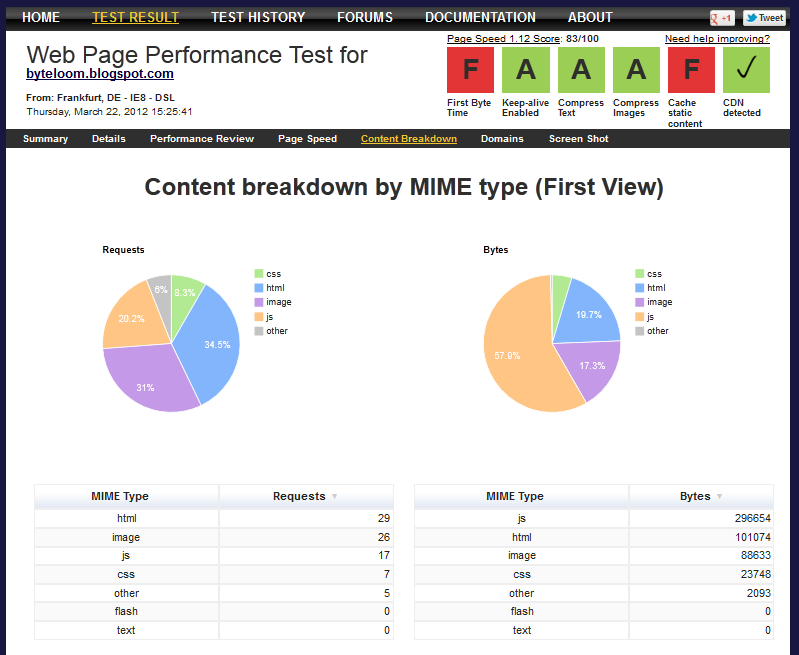 HOME TEST RESULT TEST HISTORY FORUMS DOCUMENTATION ABOUT
+1 Tweet
Web Page Performance Test for
byteloom.blogspot.com
From: Frankfurt, DE - IE8 - DSL
Thursday, March 22, 2012 15:25:41
Page Speed 1.12 Score: 83/100 Need help improving?
F A A A F ✓
First Byte Time
Keep-alive Enabled
Compress Text
Compress Images
Cache static content
CDN detected
Summary Details Performance Review Page Speed Content Breakdown Domains Screen Shot
Content breakdown by MIME type (First View)
Requests
8.3%
34.5%
31%
20.2%
6%
css
html
image
js
other
Bytes
19.7%
17.3%
57.9%
css
html
image
js
other
MIME Type Requests
html 29
image 26
js 17
css 7
other 5
flash 0
text 0
MIME Type Bytes
js 296654
html 101074
image 88633
css 23748
other 2093
flash 0
text 0